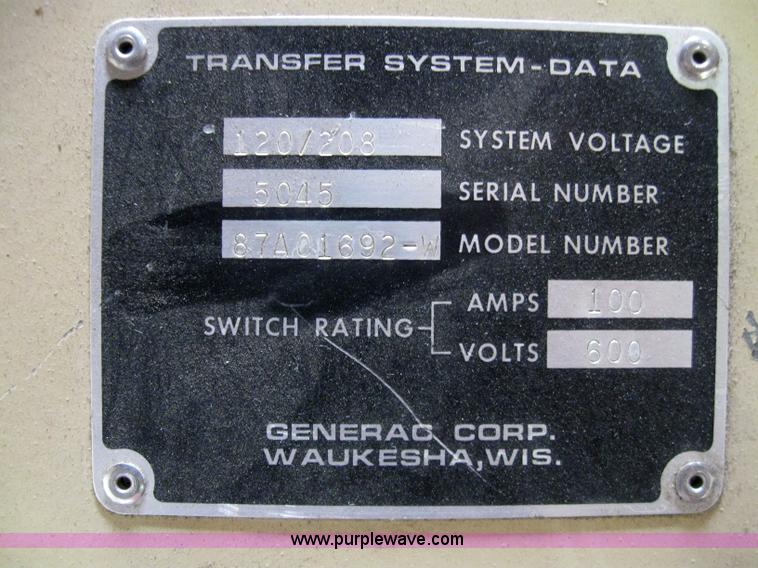 TRANSFER SYSTEM-DATA
120/208 SYSTEM VOLTAGE
5045 SERIAL NUMBER
87A01692-W MODEL NUMBER
SWITCH RATING
AMPS 100
VOLTS 600
GENERAC CORP.
WAUKESHA, WIS.
www.purplewave.com